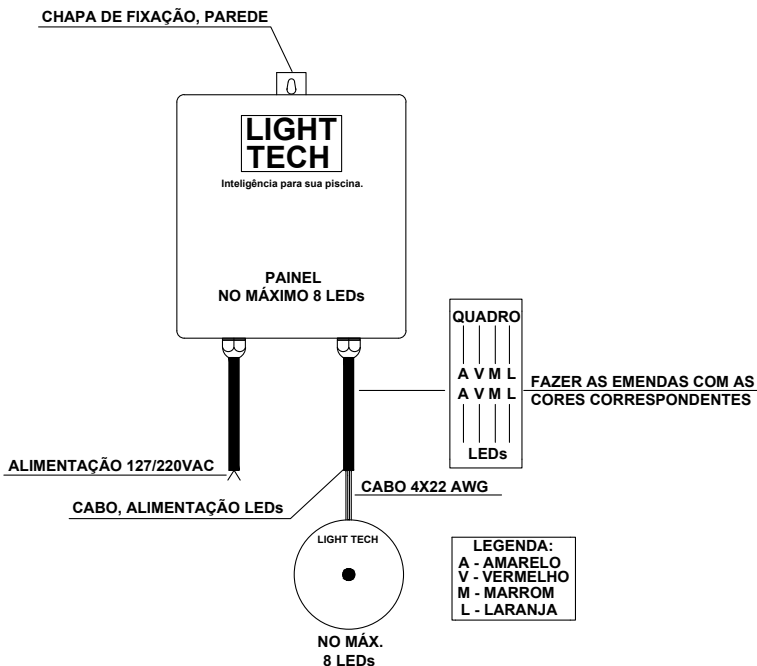 CHAPA DE FIXAÇÃO, PAREDE
LIGHT
TECH
Inteligência para sua piscina.
PAINEL
NO MÁXIMO 8 LEDs
QUADRO
A V M L
A V M L
LEDs
FAZER AS EMENDAS COM AS
CORES CORRESPONDENTES
ALIMENTAÇÃO 127/220VAC
CABO, ALIMENTAÇÃO LEDs
CABO 4X22 AWG
LIGHT TECH
NO MÁX.
8 LEDs
LEGENDA:
A - AMARELO
V - VERMELHO
M - MARROM
L - LARANJA